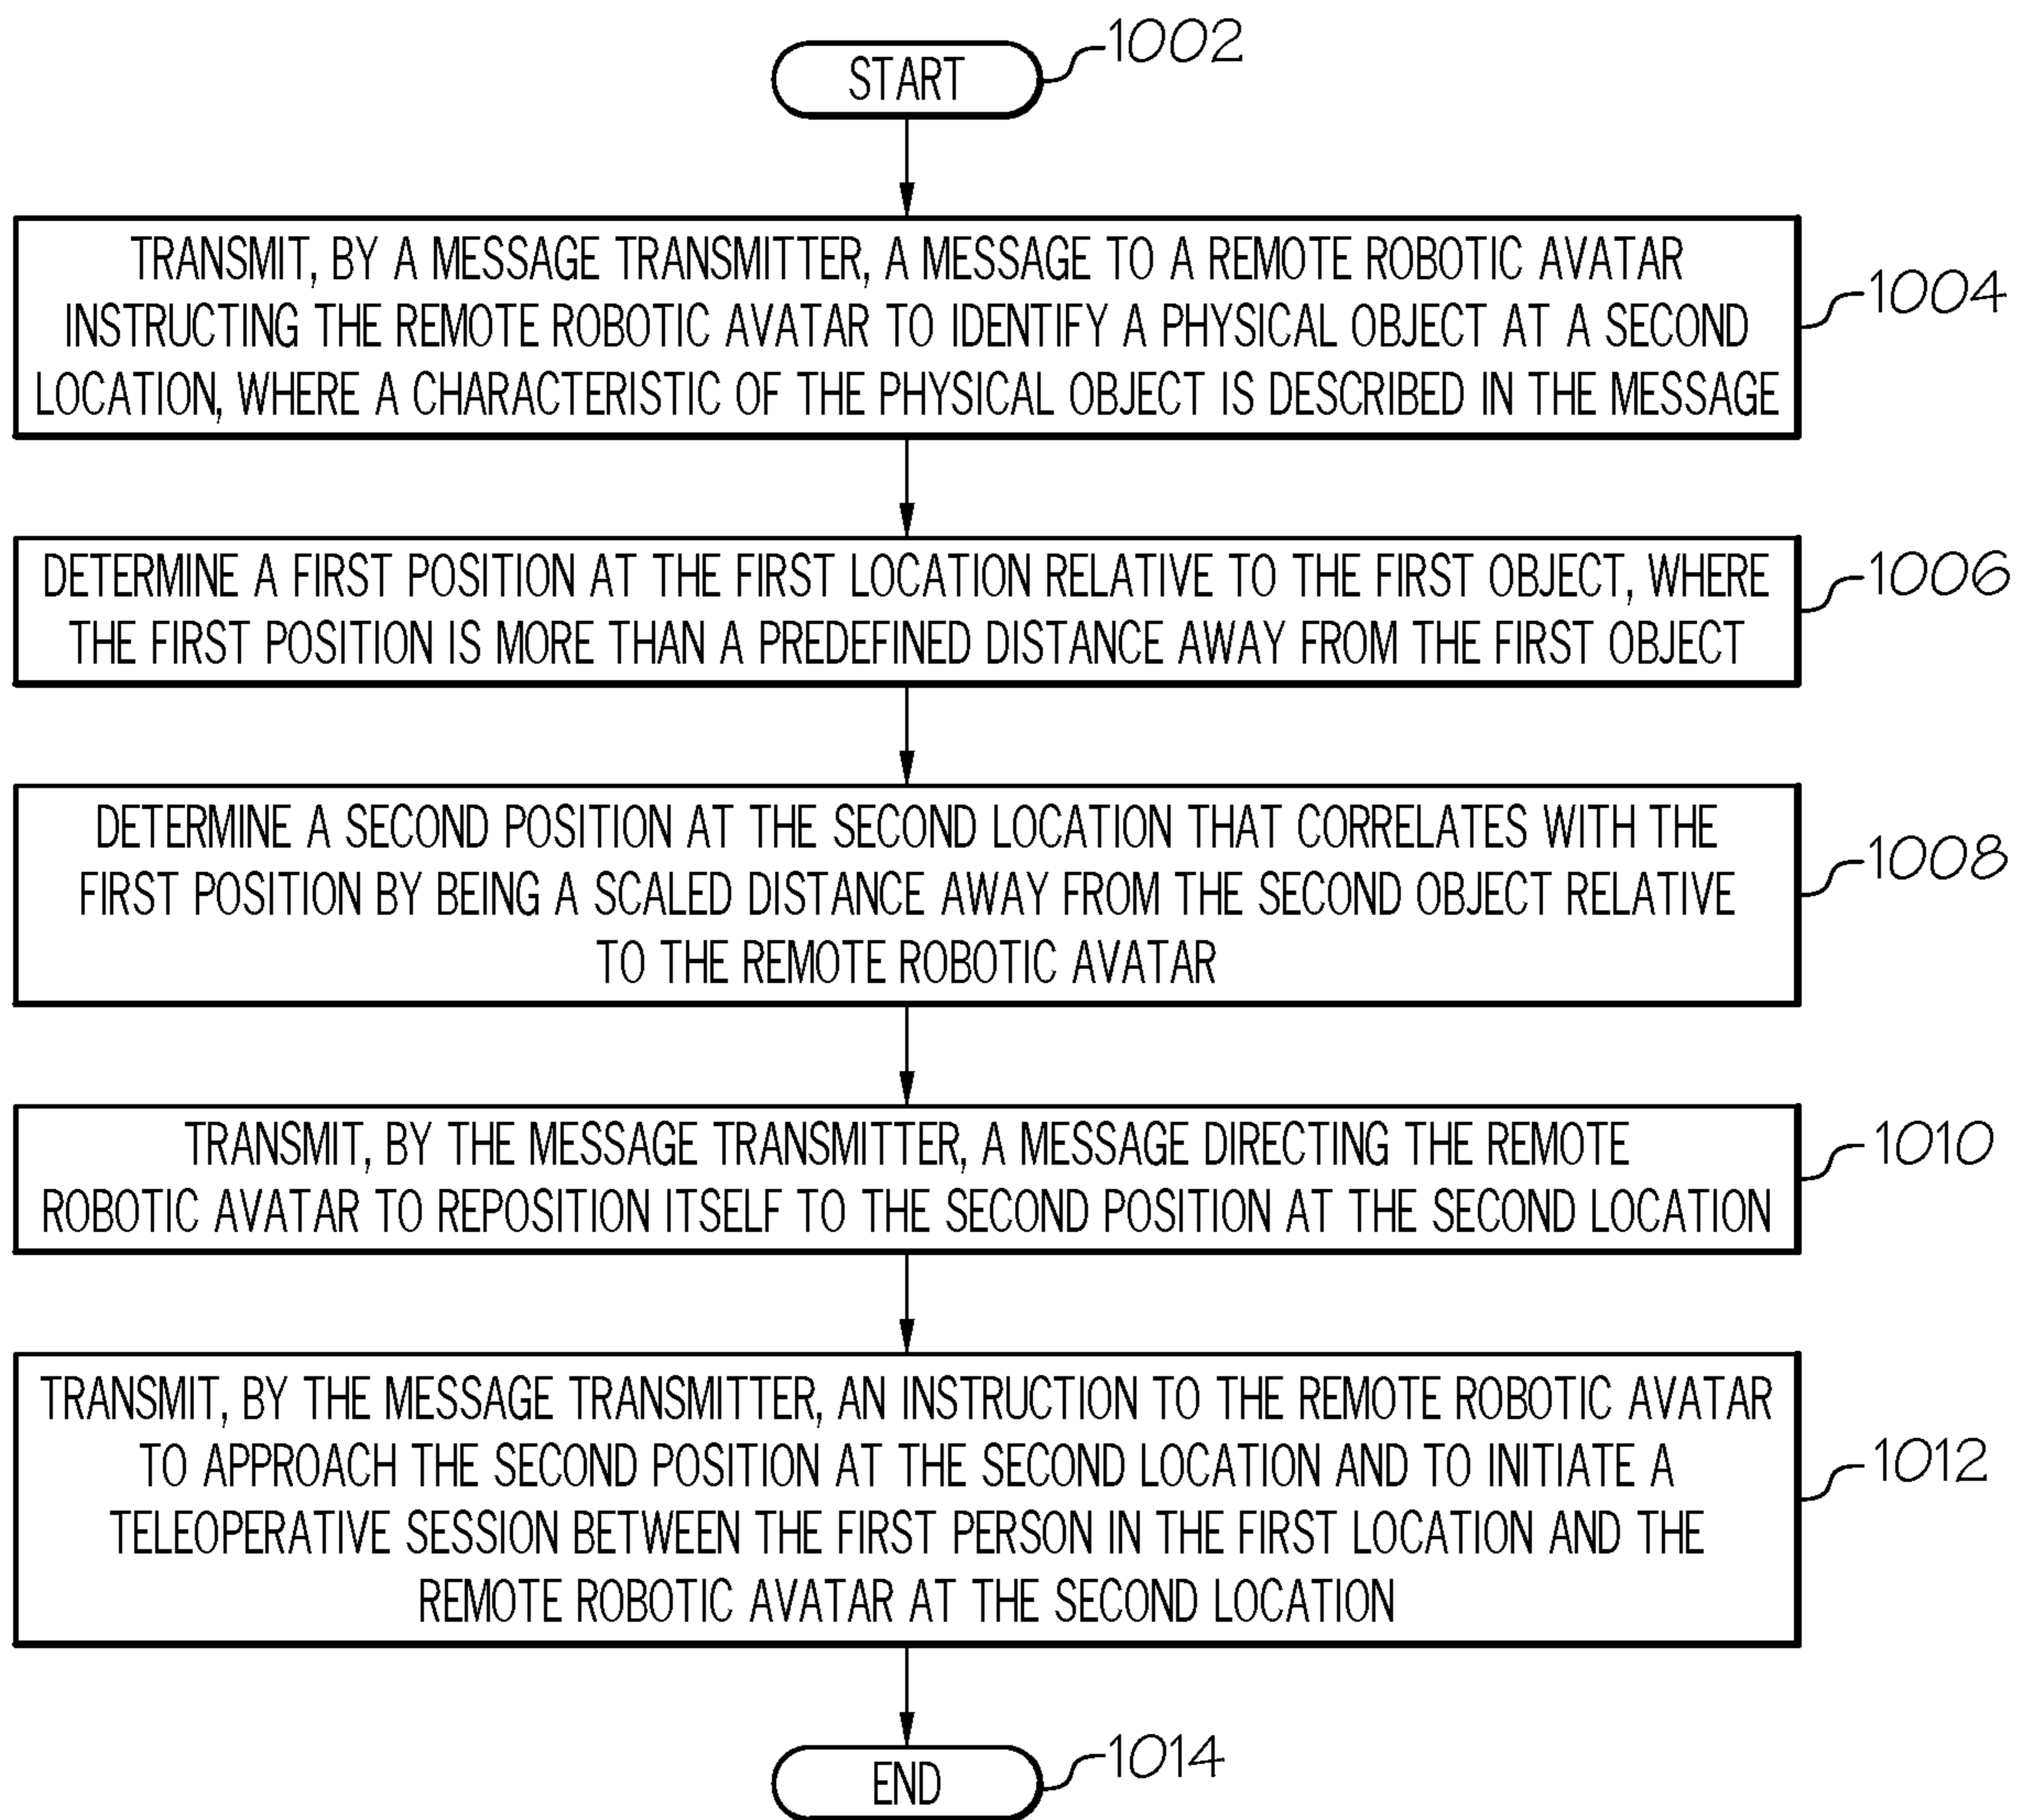 START
1002
TRANSMIT, BY A MESSAGE TRANSMITTER, A MESSAGE TO A REMOTE ROBOTIC AVATAR
INSTRUCTING THE REMOTE ROBOTIC AVATAR TO IDENTIFY A PHYSICAL OBJECT AT A SECOND
LOCATION, WHERE A CHARACTERISTIC OF THE PHYSICAL OBJECT IS DESCRIBED IN THE MESSAGE
1004
DETERMINE A FIRST POSITION AT THE FIRST LOCATION RELATIVE TO THE FIRST OBJECT, WHERE
THE FIRST POSITION IS MORE THAN A PREDEFINED DISTANCE AWAY FROM THE FIRST OBJECT
1006
DETERMINE A SECOND POSITION AT THE SECOND LOCATION THAT CORRELATES WITH THE
FIRST POSITION BY BEING A SCALED DISTANCE AWAY FROM THE SECOND OBJECT RELATIVE
TO THE REMOTE ROBOTIC AVATAR
1008
TRANSMIT, BY THE MESSAGE TRANSMITTER, A MESSAGE DIRECTING THE REMOTE
ROBOTIC AVATAR TO REPOSITION ITSELF TO THE SECOND POSITION AT THE SECOND LOCATION
1010
TRANSMIT, BY THE MESSAGE TRANSMITTER, AN INSTRUCTION TO THE REMOTE ROBOTIC AVATAR
TO APPROACH THE SECOND POSITION AT THE SECOND LOCATION AND TO INITIATE A
TELEOPERATIVE SESSION BETWEEN THE FIRST PERSON IN THE FIRST LOCATION AND THE
REMOTE ROBOTIC AVATAR AT THE SECOND LOCATION
1012
END
1014